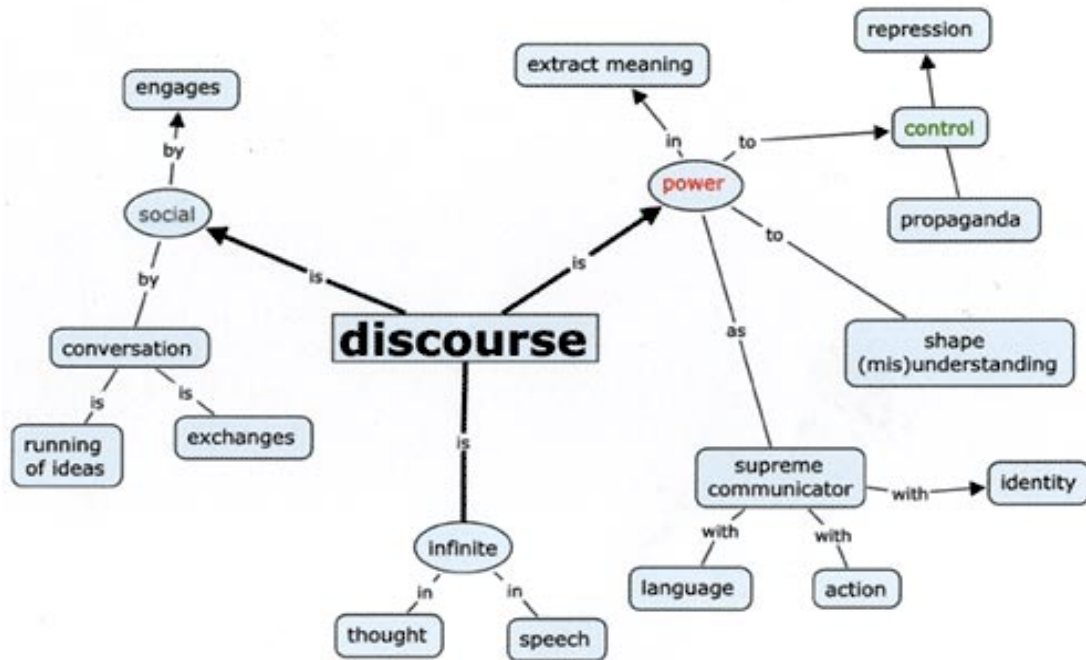 repression
extract meaning
engages
control
by
in
to
power
social
propaganda
to
is
is
by
discourse
as
shape
(mis)understanding
conversation
is
is
exchanges
running
of ideas
is
supreme
communicator
with
identity
infinite
with
with
in
in
language
action
thought
speech